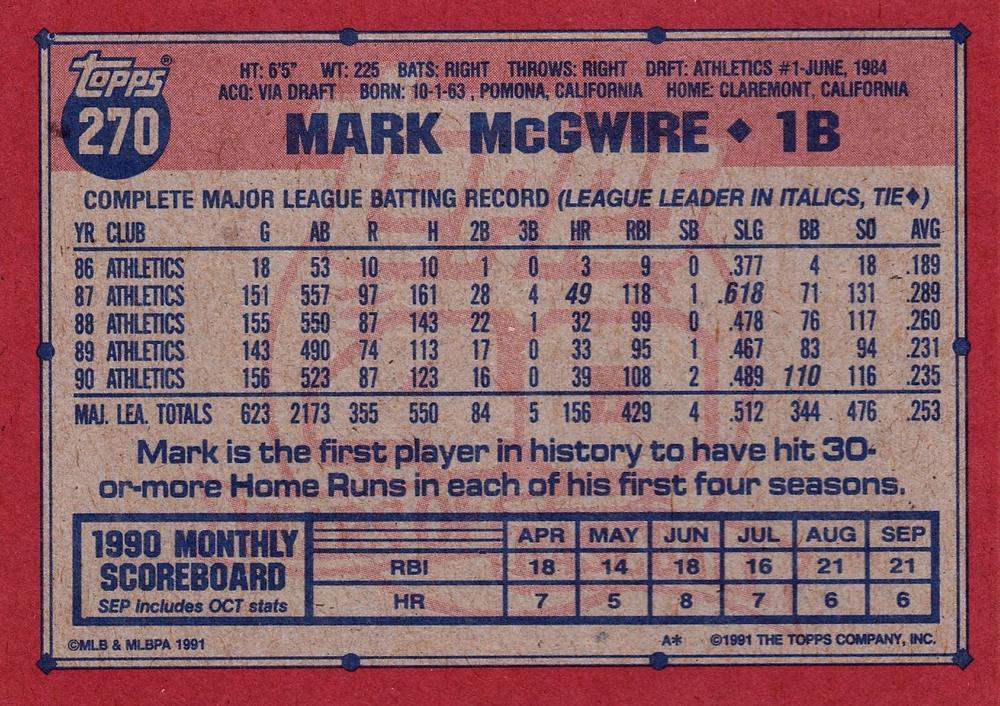 Topps®
270
HT: 6'5" WT: 225 BATS: RIGHT THROWS: RIGHT DRFT: ATHLETICS #1-JUNE, 1984
ACQ: VIA DRAFT BORN: 10-1-63 , POMONA, CALIFORNIA HOME: CLAREMONT, CALIFORNIA
MARK McGWIRE ◆ 1B
COMPLETE MAJOR LEAGUE BATTING RECORD (LEAGUE LEADER IN ITALICS, TIE◆)
YR CLUB G AB R H 2B 3B HR RBI SB SLG BB SO AVG
86 ATHLETICS 18 53 10 10 1 0 3 9 0 .377 4 18 .189
87 ATHLETICS 151 557 97 161 28 4 49 118 1 .618 71 131 .289
88 ATHLETICS 155 550 87 143 22 1 32 99 0 .478 76 117 .260
89 ATHLETICS 143 490 74 113 17 0 33 95 1 .467 83 94 .231
90 ATHLETICS 156 523 87 123 16 0 39 108 2 .489 110 116 .235
MAJ. LEA. TOTALS 623 2173 355 550 84 5 156 429 4 .512 344 476 .253
Mark is the first player in history to have hit 30-
or-more Home Runs in each of his first four seasons.
1990 MONTHLY
SCOREBOARD
SEP includes OCT stats
APR MAY JUN JUL AUG SEP
RBI 18 14 18 16 21 21
HR 7 5 8 7 6 6
©MLB & MLBPA 1991
A* ©1991 THE TOPPS COMPANY, INC.